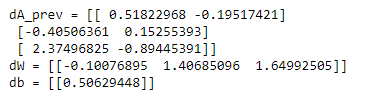 dA_prev = [[ 0.51822968 -0.19517421]
 [-0.40506361  0.15255393]
 [ 2.37496825 -0.89445391]]
dW = [[-0.10076895  1.40685096  1.64992505]]
db = [[0.50629448]]